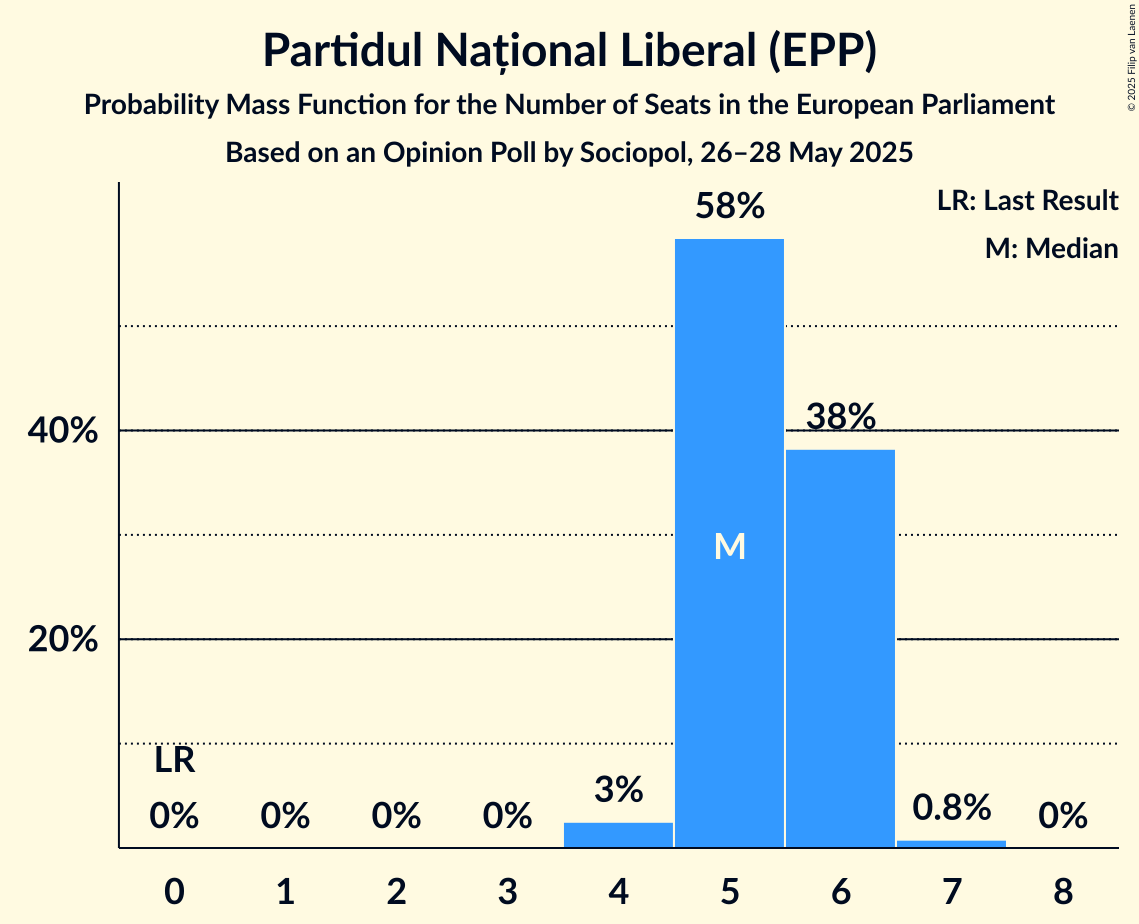 Partidul Național Liberal (EPP)
Probability Mass Function for the Number of Seats in the European Parliament
Based on an Opinion Poll by Sociopol, 26–28 May 2025
© 2025 Filip van Laenen
LR: Last Result
M: Median
58%
40%
38%
M
20%
LR
0%
0%
0%
0%
3%
0.8%
0%
0
1
2
3
4
5
6
7
8